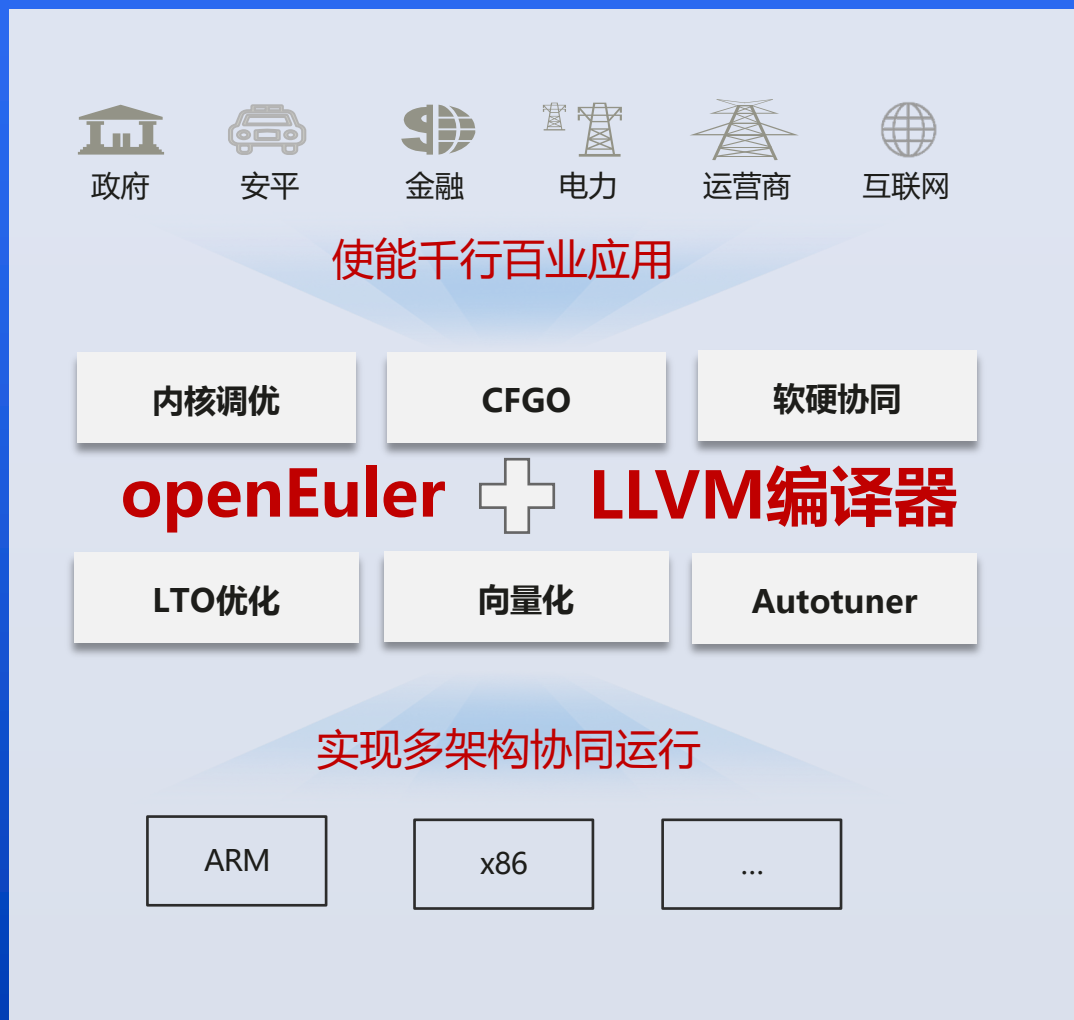 政府 安平 金融 电力 运营商 互联网
使能千行百业应用
内核调优 CFGO 软硬协同
openEuler LLVM编译器
LTO优化 向量化 Autotuner
实现多架构协同运行
ARM x86 ...